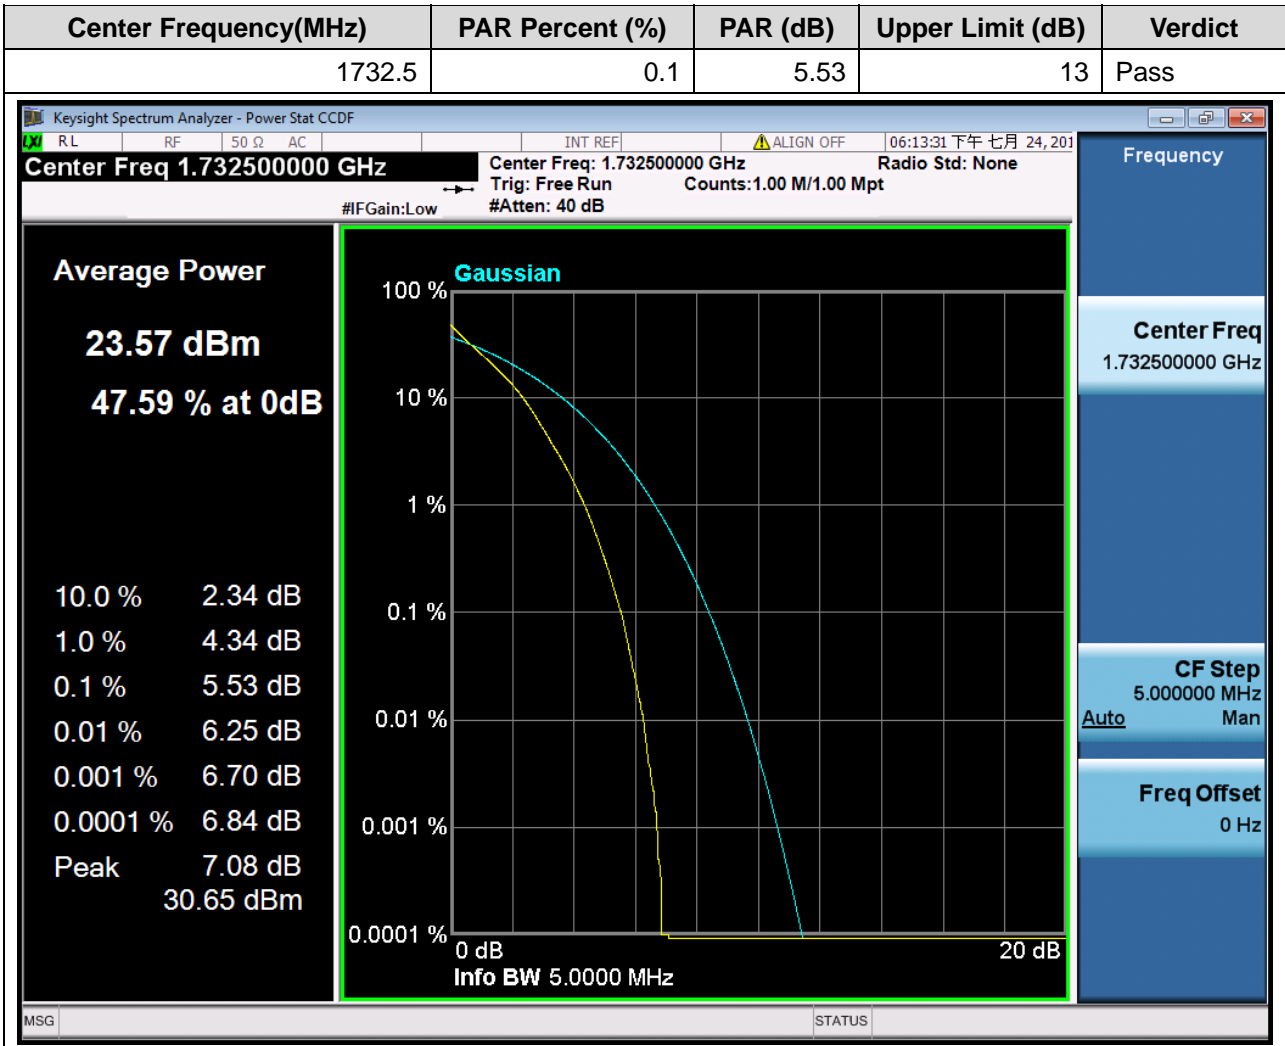 Center Frequency(MHz) PAR Percent (%) PAR (dB) Upper Limit (dB) Verdict
1732.5 0.1 5.53 13 Pass
Keysight Spectrum Analyzer - Power Stat CCDF
LXI RL RF 50 Ω AC INT REF ALIGN OFF 06:13:31 下午 七月 24, 201
Center Freq 1.732500000 GHz
Center Freq: 1.732500000 GHz Radio Std: None
Trig: Free Run Counts:1.00 M/1.00 Mpt
#IFGain:Low #Atten: 40 dB
Average Power
23.57 dBm
47.59 % at 0dB
10.0 % 2.34 dB
1.0 % 4.34 dB
0.1 % 5.53 dB
0.01 % 6.25 dB
0.001 % 6.70 dB
0.0001 % 6.84 dB
Peak 7.08 dB
30.65 dBm
Gaussian
100 %
10 %
1 %
0.1 %
0.01 %
0.001 %
0.0001 %
0 dB 20 dB
Info BW 5.0000 MHz
Frequency
Center Freq
1.732500000 GHz
CF Step
5.000000 MHz
Auto Man
Freq Offset
0 Hz
MSG STATUS